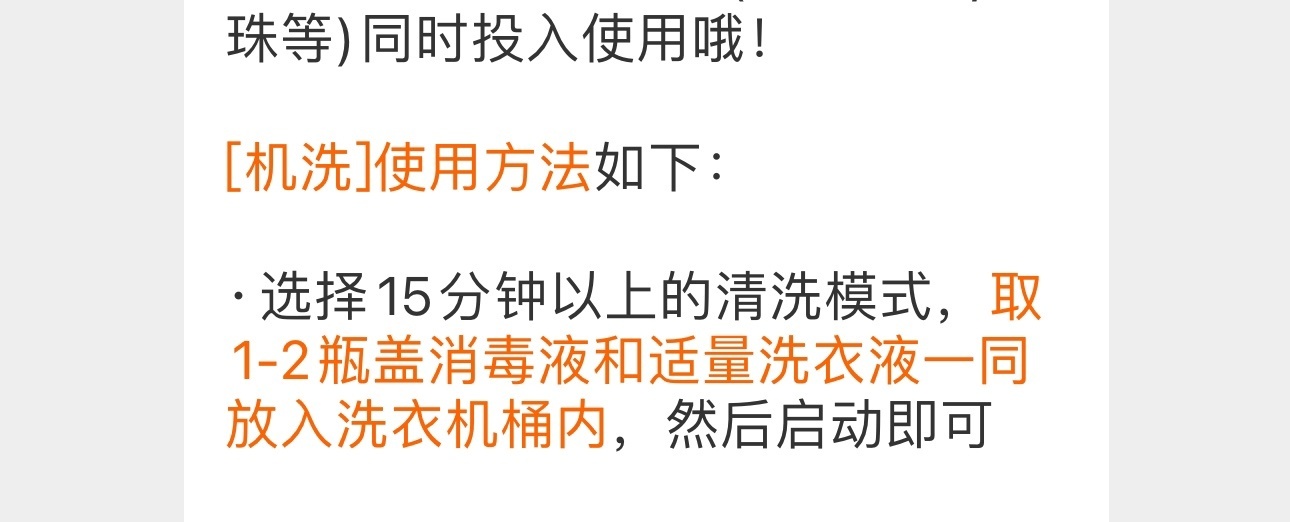 珠等)同时投入使用哦!
[机洗]使用方法如下:
· 选择15分钟以上的清洗模式，取
1-2瓶盖消毒液和适量洗衣液一同
放入洗衣机桶内，然后启动即可